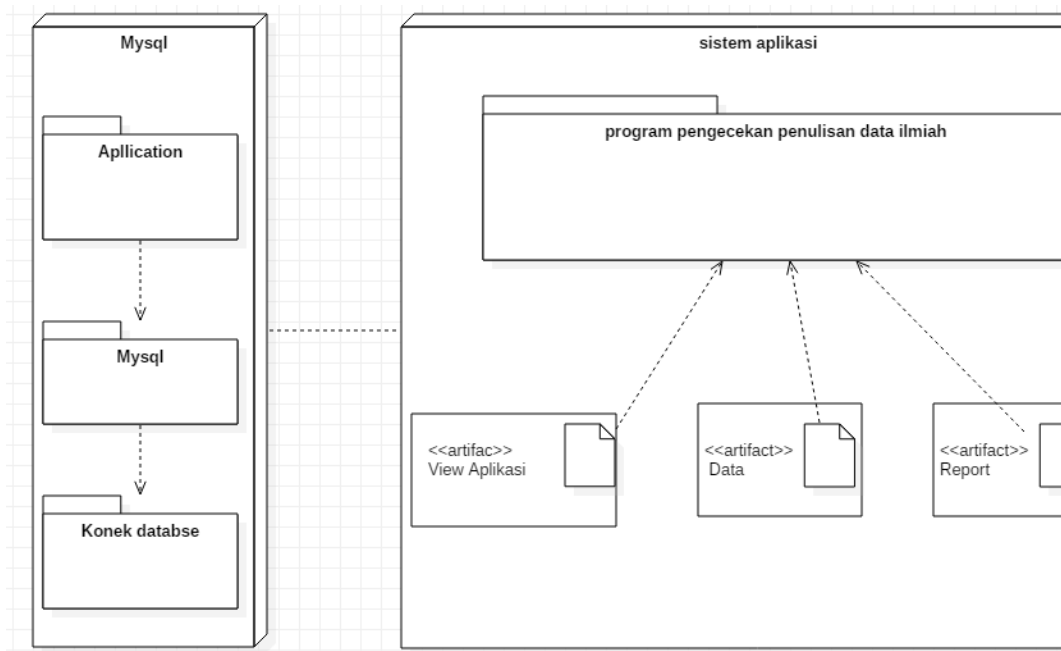 Mysql
Apllication
Mysql
Konek databse
sistem aplikasi
program pengecekan penulisan data ilmiah
<<artifac>>
View Aplikasi
<<artifact>>
Data
<<artifact>>
Report